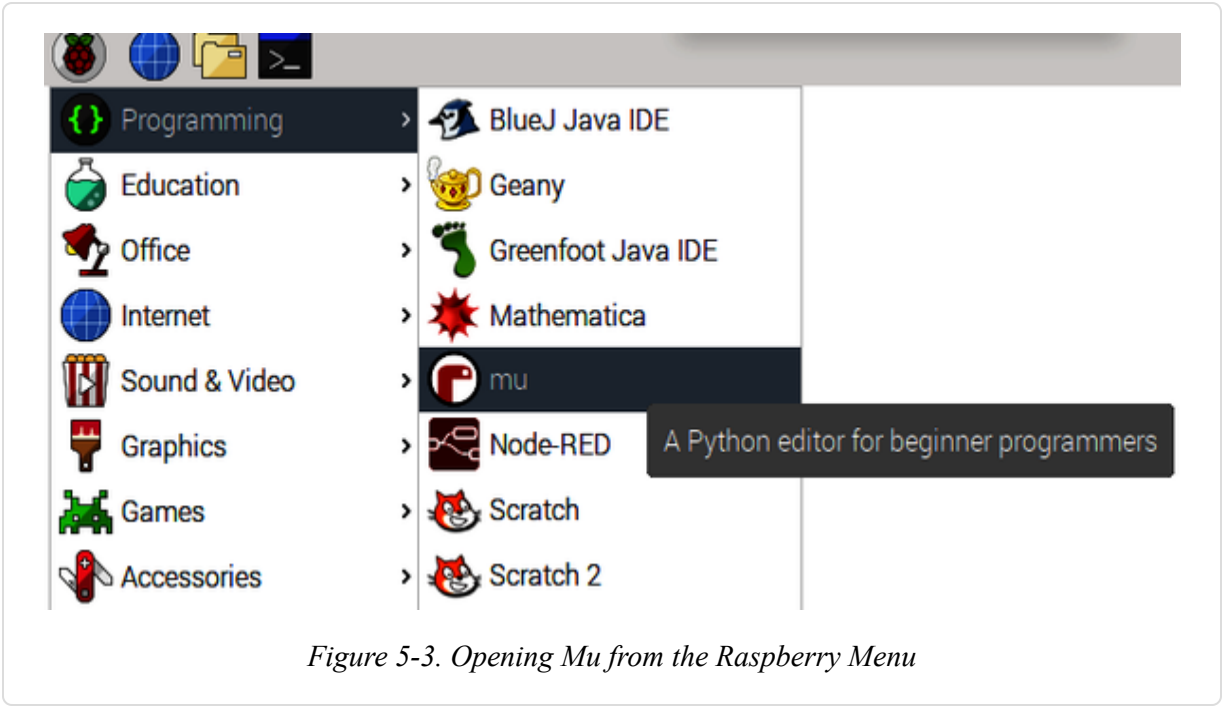 >_
{} Programming >
Education >
Office >
Internet >
Sound & Video >
Graphics >
Games >
Accessories >
BlueJ Java IDE
Geany
Greenfoot Java IDE
Mathematica
mu
Node-RED
A Python editor for beginner programmers
Scratch
Scratch 2
Figure 5-3. Opening Mu from the Raspberry Menu